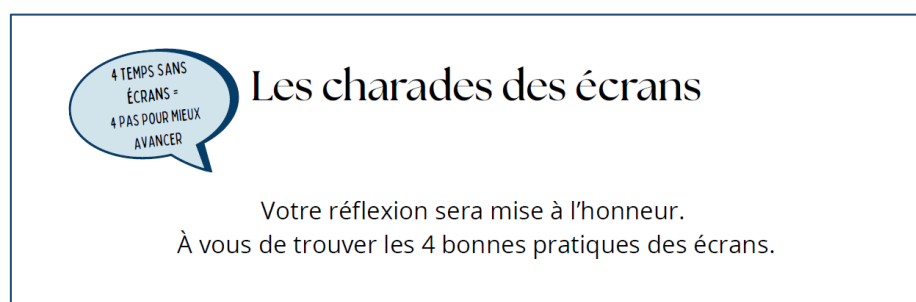 4 TEMPS SANS
ÉCRANS =
4 PAS POUR MIEUX
AVANCER
Les charades des écrans
Votre réflexion sera mise à l’honneur.
À vous de trouver les 4 bonnes pratiques des écrans.